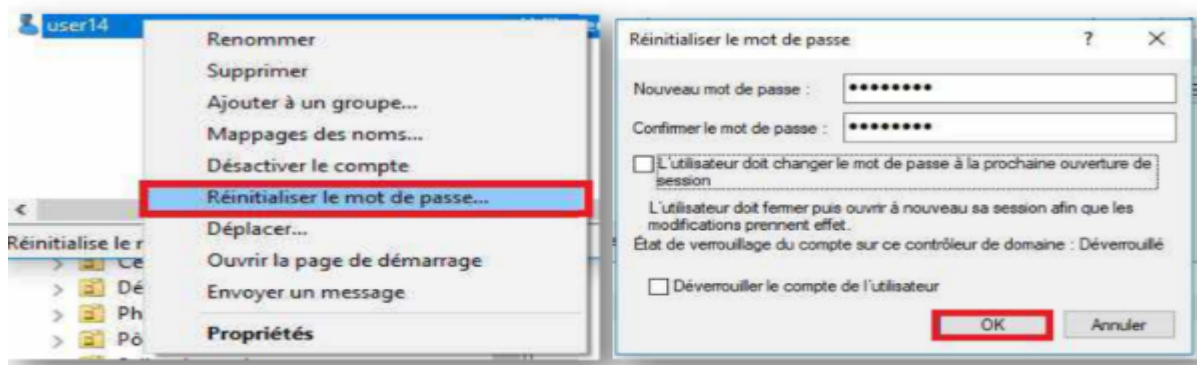 user14
Renommer
Supprimer
Ajouter à un groupe...
Mappages des noms...
Désactiver le compte
Réinitialiser le mot de passe...
Déplacer...
Ouvrir la page de démarrage
Envoyer un message
Propriétés
Réinitialise le
Ce
Dé
Ph
Pô
Réinitialiser le mot de passe
?
Nouveau mot de passe :
Confirmer le mot de passe :
L'utilisateur doit changer le mot de passe à la prochaine ouverture de
session
L'utilisateur doit fermer puis ouvrir à nouveau sa session afin que les
modifications prennent effet.
État de verrouillage du compte sur ce contrôleur de domaine : Déverrouillé
Déverrouiller le compte de l'utilisateur
OK
Annuler